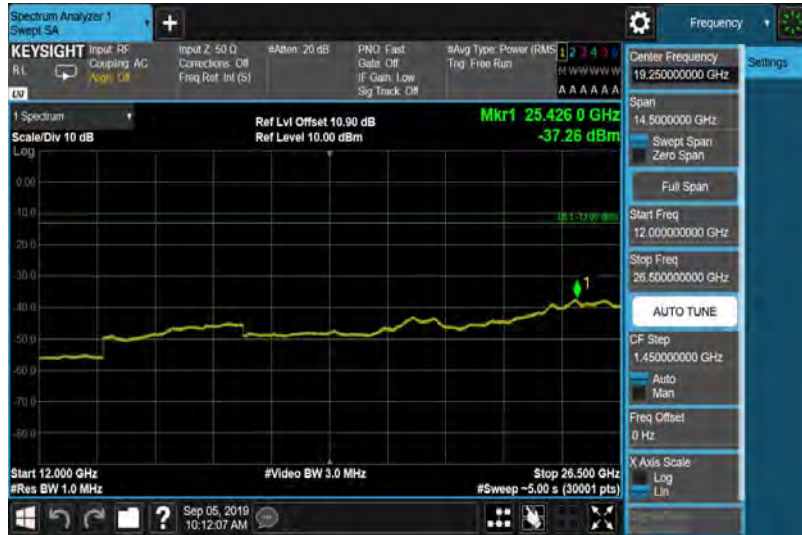 Spectrum Analyzer 1
Swept SA
Frequency
KEYSIGHT
RL
Input: RF
Coupling: AC
Align: Off
Input Z: 50 Ω
Corrections: Off
Freq Ref: Int (S)
#Atten: 20 dB
PNO: Fast
Gate: Off
IF Gain: Low
Sig Track: Off
#Avg Type: Power (RMS
Trig: Free Run
1 2 3 4 5 6
M W W W W W
A A A A A A
1 Spectrum
Scale/Div 10 dB
Log
Ref Lvl Offset 10.90 dB
Ref Level 10.00 dBm
Mkr1 25.426 0 GHz
-37.26 dBm
0.00
-10.0
DL1 -13.00 dBm
-20.0
-30.0
1
-40.0
-50.0
-60.0
-70.0
-80.0
Start 12.000 GHz
#Res BW 1.0 MHz
#Video BW 3.0 MHz
Stop 26.500 GHz
#Sweep ~5.00 s (30001 pts)
Sep 05, 2019
10:12:07 AM
Center Frequency
19.250000000 GHz
Settings
Span
14.5000000 GHz
Swept Span
Zero Span
Full Span
Start Freq
12.000000000 GHz
Stop Freq
26.500000000 GHz
AUTO TUNE
CF Step
1.450000000 GHz
Auto
Man
Freq Offset
0 Hz
X Axis Scale
Log
Lin